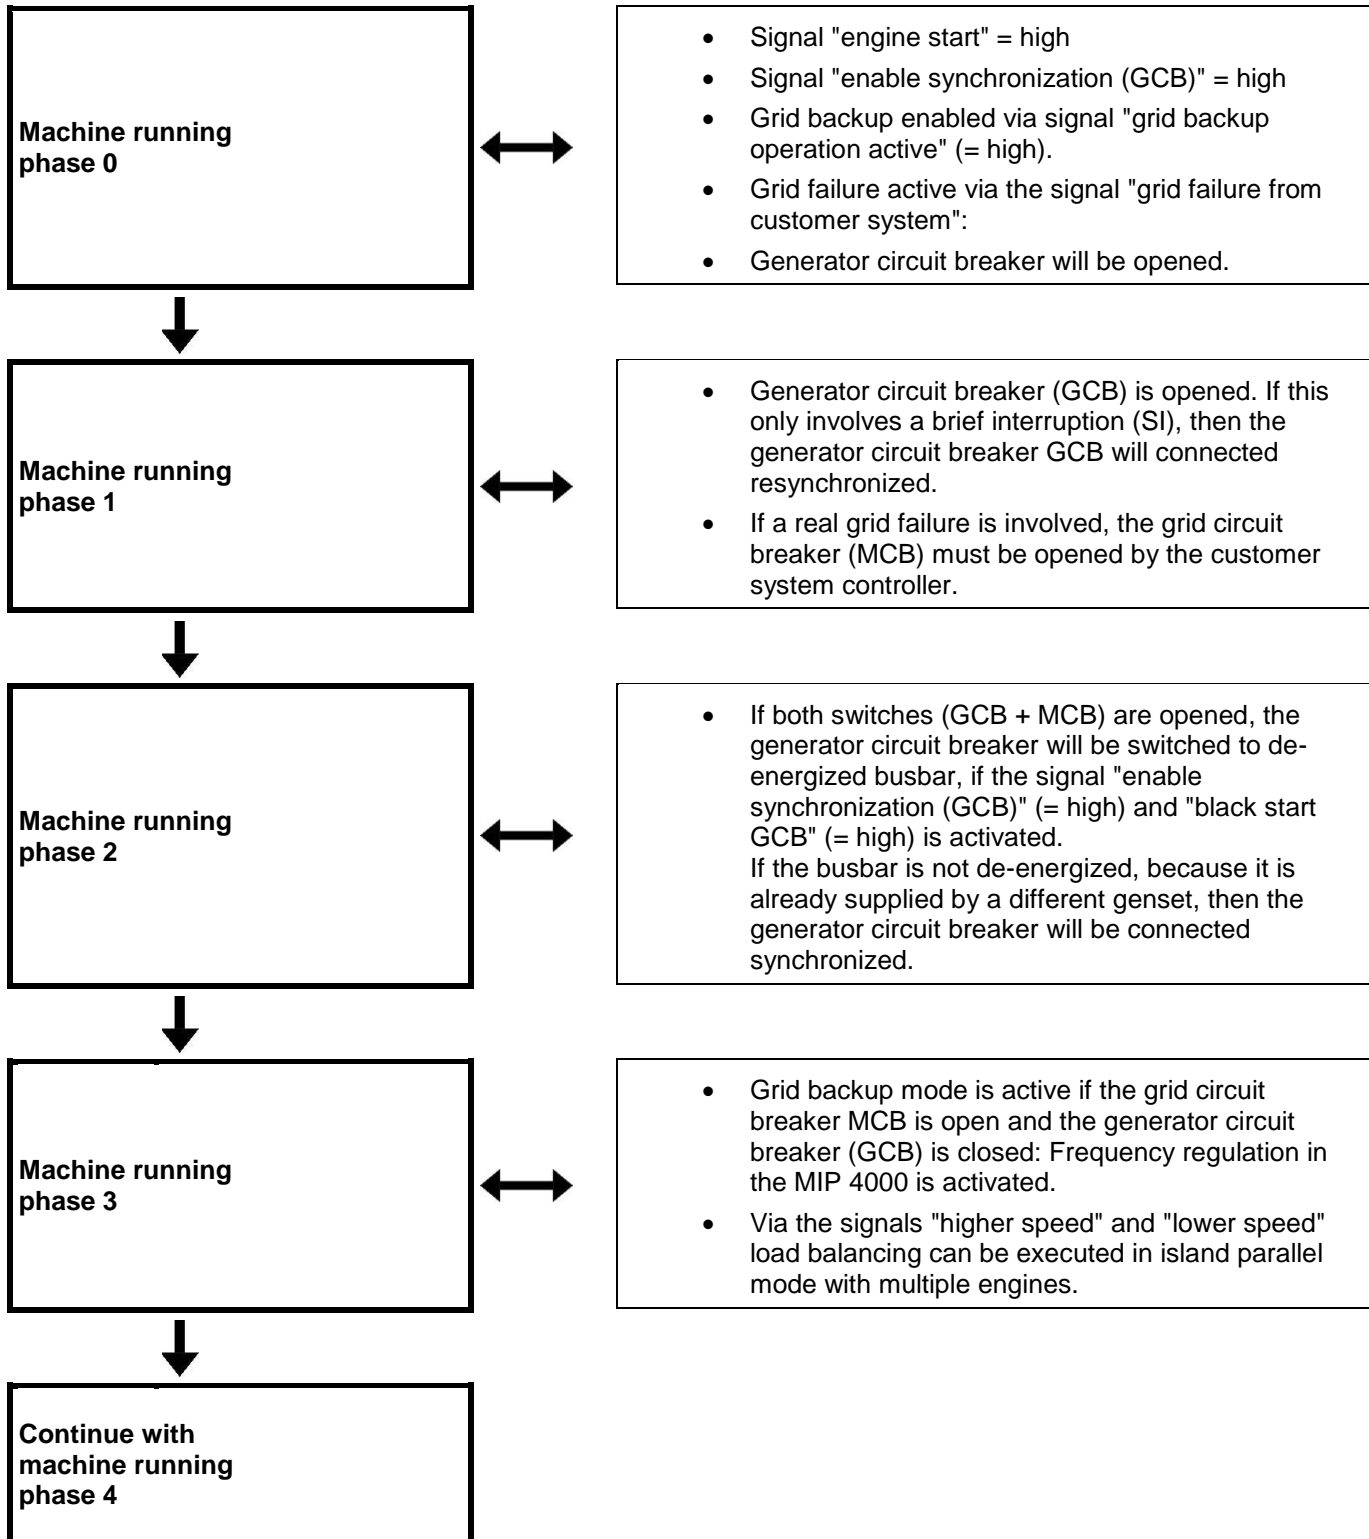 Machine running
phase 0
• Signal "engine start" = high
• Signal "enable synchronization (GCB)" = high
• Grid backup enabled via signal "grid backup
operation active" (= high).
• Grid failure active via the signal "grid failure from
customer system":
• Generator circuit breaker will be opened.
Machine running
phase 1
• Generator circuit breaker (GCB) is opened. If this
only involves a brief interruption (SI), then the
generator circuit breaker GCB will connected
resynchronized.
• If a real grid failure is involved, the grid circuit
breaker (MCB) must be opened by the customer
system controller.
Machine running
phase 2
• If both switches (GCB + MCB) are opened, the
generator circuit breaker will be switched to de-
energized busbar, if the signal "enable
synchronization (GCB)" (= high) and "black start
GCB" (= high) is activated.
If the busbar is not de-energized, because it is
already supplied by a different genset, then the
generator circuit breaker will be connected
synchronized.
Machine running
phase 3
• Grid backup mode is active if the grid circuit
breaker MCB is open and the generator circuit
breaker (GCB) is closed: Frequency regulation in
the MIP 4000 is activated.
• Via the signals "higher speed" and "lower speed"
load balancing can be executed in island parallel
mode with multiple engines.
Continue with
machine running
phase 4